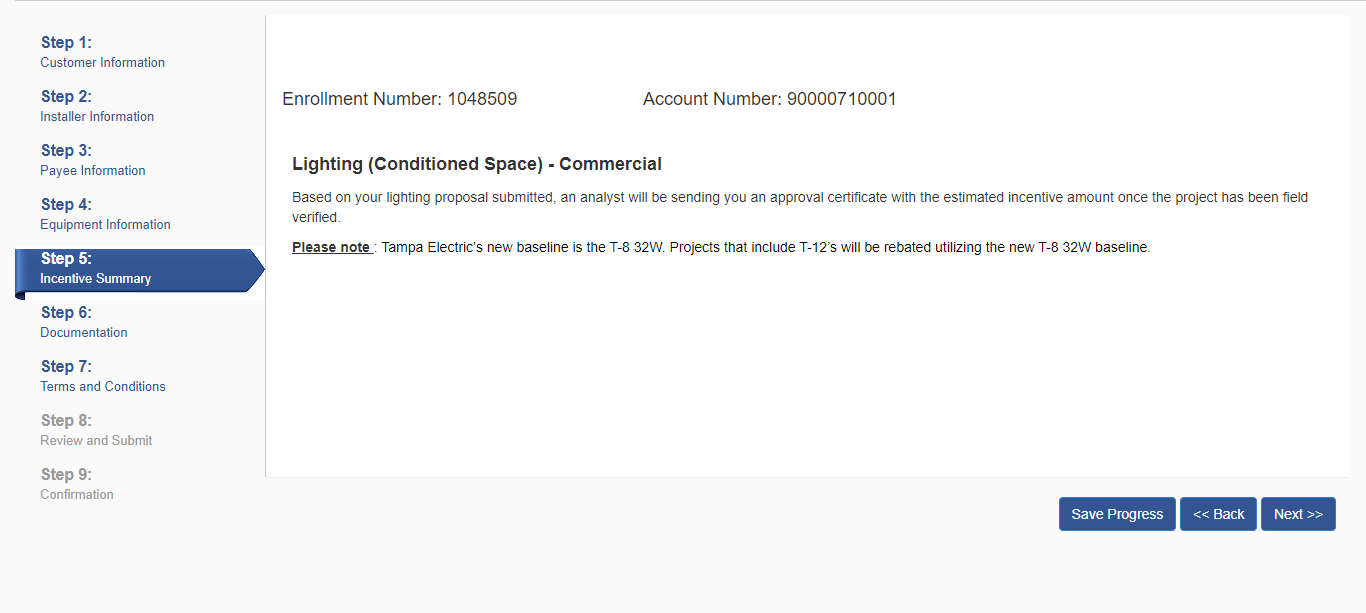 Step 1:
Customer Information
Step 2:
Installer Information
Step 3:
Payee Information
Step 4:
Equipment Information
Step 5:
Incentive Summary
Step 6:
Documentation
Step 7:
Terms and Conditions
Step 8:
Review and Submit
Step 9:
Confirmation
Enrollment Number: 1048509 Account Number: 90000710001
Lighting (Conditioned Space) - Commercial
Based on your lighting proposal submitted, an analyst will be sending you an approval certificate with the estimated incentive amount once the project has been field
verified.
Please note : Tampa Electric’s new baseline is the T-8 32W. Projects that include T-12’s will be rebated utilizing the new T-8 32W baseline.
Save Progress << Back Next >>